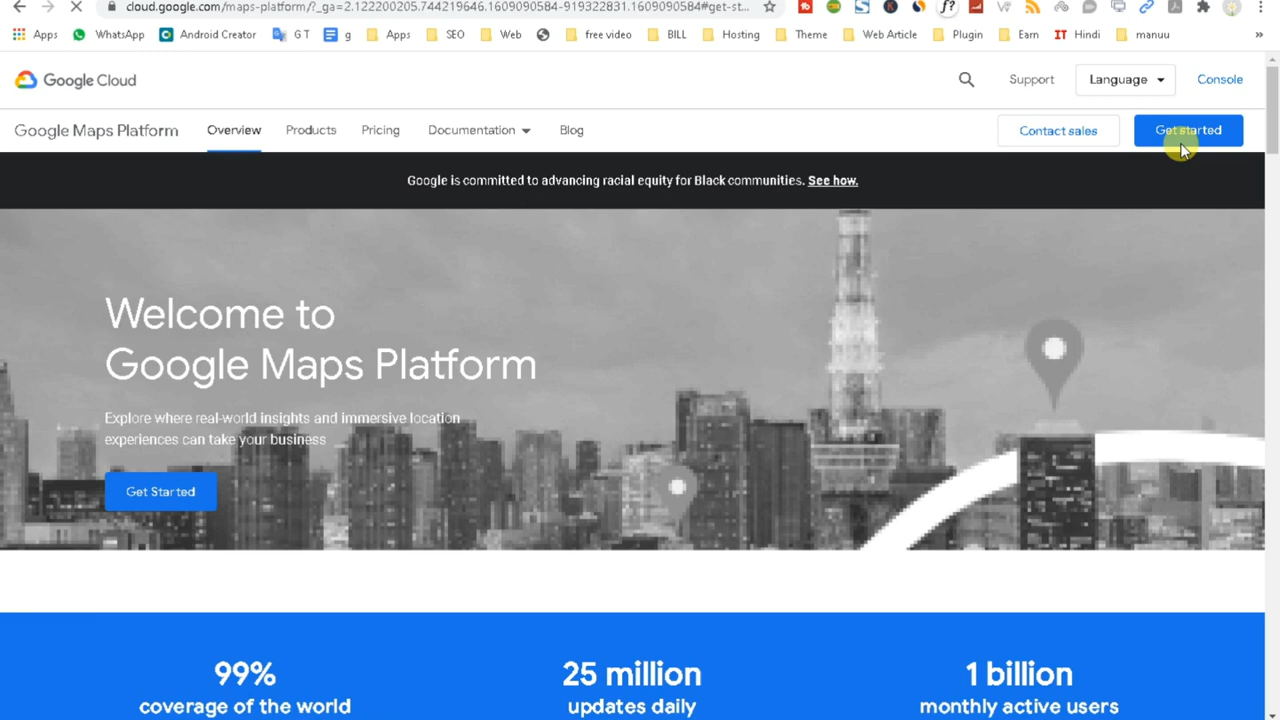 cloud.google.com/maps-platform/?_ga=2.122200205.744219646.1609090584-919322831.1609090584#get-st...
Apps WhatsApp Android Creator G T g Apps SEO Web free video BILL Hosting Theme Web Article Plugin Earn IT Hindi manuu »
Google Cloud Support Language Console
Google Maps Platform Overview Products Pricing Documentation Blog Contact sales Get started
Google is committed to advancing racial equity for Black communities. See how.
Welcome to
Google Maps Platform
Explore where real-world insights and immersive location
experiences can take your business
Get Started
99% 25 million 1 billion
coverage of the world updates daily monthly active users